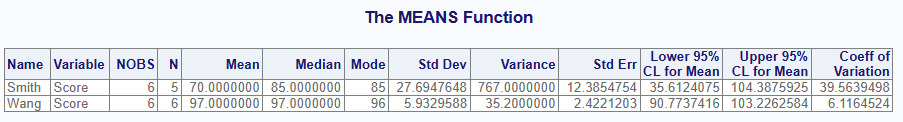 The MEANS Function
Name Variable NOBS N Mean Median Mode Std Dev Variance Std Err Lower 95% CL for Mean Upper 95% CL for Mean Coeff of Variation
Smith Score 6 5 70.0000000 85.0000000 85 27.6947648 767.0000000 12.3854754 35.6124075 104.3875925 39.5639498
Wang Score 6 6 97.0000000 97.0000000 96 5.9329588 35.2000000 2.4221203 90.7737416 103.2262584 6.1164524